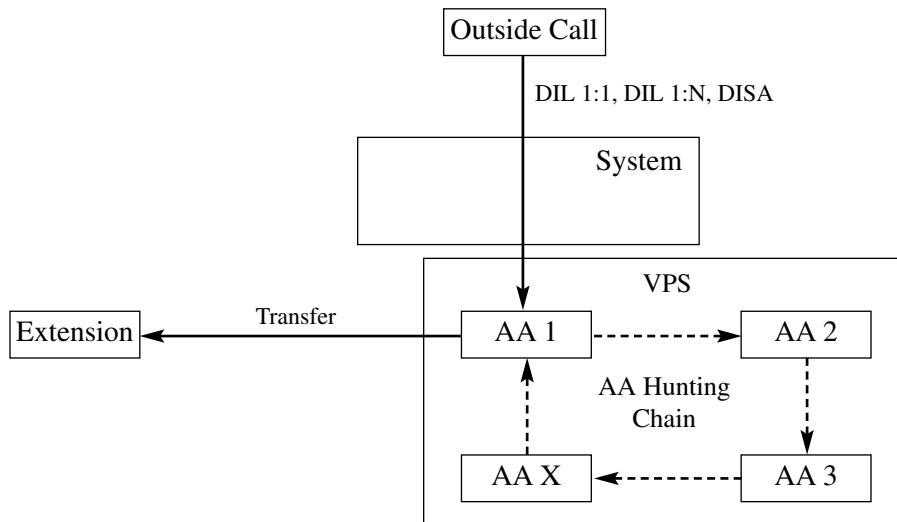 Outside Call
DIL 1:1, DIL 1:N, DISA
System
VPS
Extension
Transfer
AA 1
AA 2
AA Hunting
Chain
AA X
AA 3